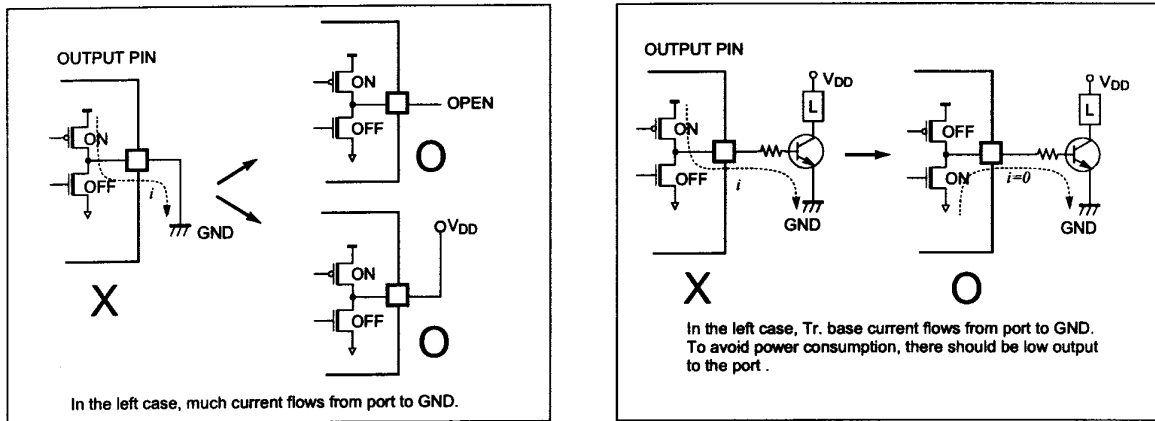 OUTPUT PIN
ON
OFF
i
GND
X
ON
OFF
OPEN
O
VDD
ON
OFF
O
In the left case, much current flows from port to GND.
OUTPUT PIN
VDD
L
ON
OFF
i
GND
X
VDD
L
OFF
ON
i=0
GND
O
In the left case, Tr. base current flows from port to GND.
To avoid power consumption, there should be low output
to the port .